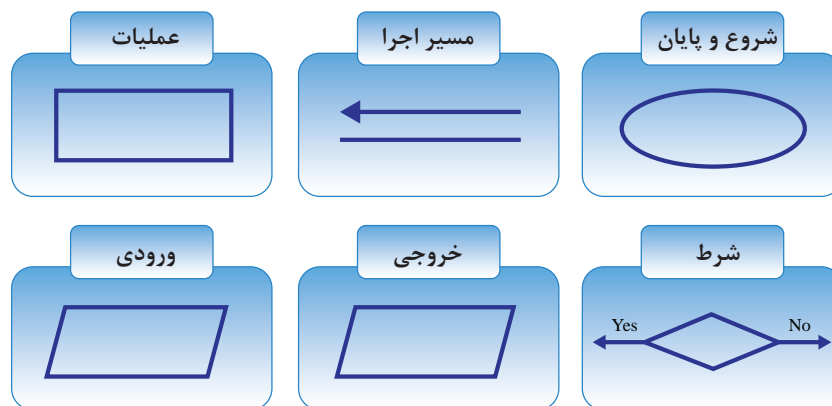 شروع و پایان
مسیر اجرا
عملیات
شرط
خروجی
ورودی
Yes
No